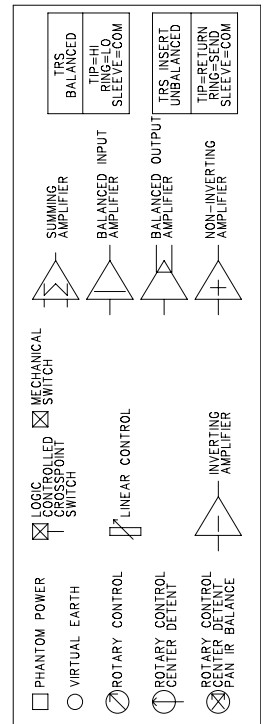 PHANTOM POWER
VIRTUAL EARTH
ROTARY CONTROL
ROTARY CONTROL
CENTER DETENT
ROTARY CONTROL
CENTER DETENT
PAN IR BALANCE
LOGIC
CONTROLLED
CROSSPOINT
SWITCH
MECHANICAL
SWITCH
LINEAR CONTROL
INVERTING
AMPLIFIER
SUMMING
AMPLIFIER
BALANCED INPUT
AMPLIFIER
BALANCED OUTPUT
AMPLIFIER
NON-INVERTING
AMPLIFIER
TRS
BALANCED
TIP=HI
RING=LO
SLEEVE=COM
TRS INSERT
UNBALANCED
TIP=RETURN
RING=SEND
SLEEVE=COM